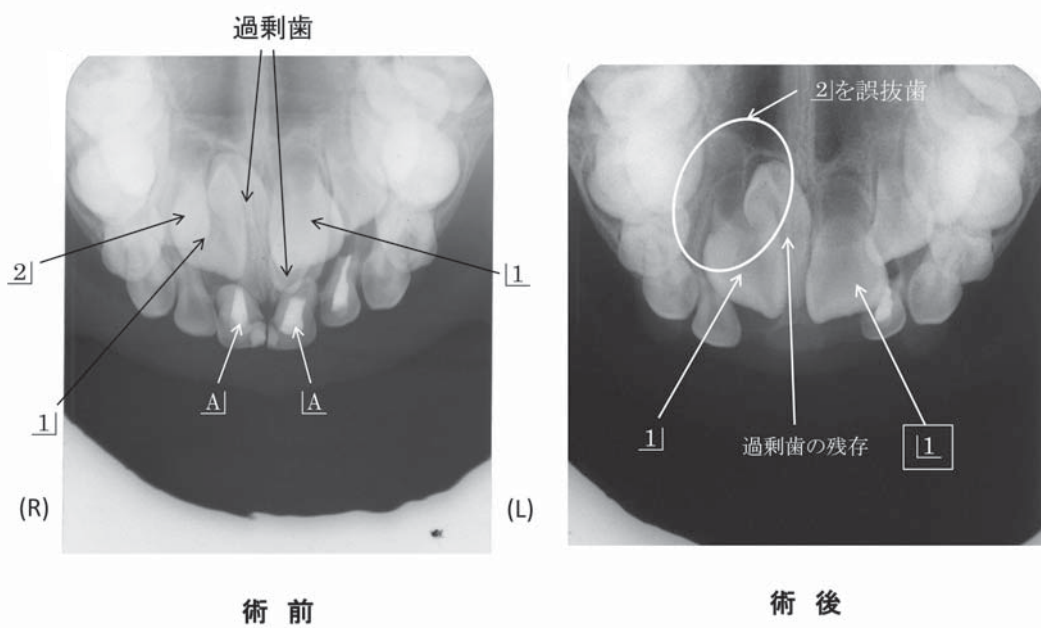 過剰歯
2⏌
1⏌
A⏌
⎿A
⎿1
(R)
術 前
2⏌を誤抜歯
1⏌
過剰歯の残存
⎿1
(L)
術 後